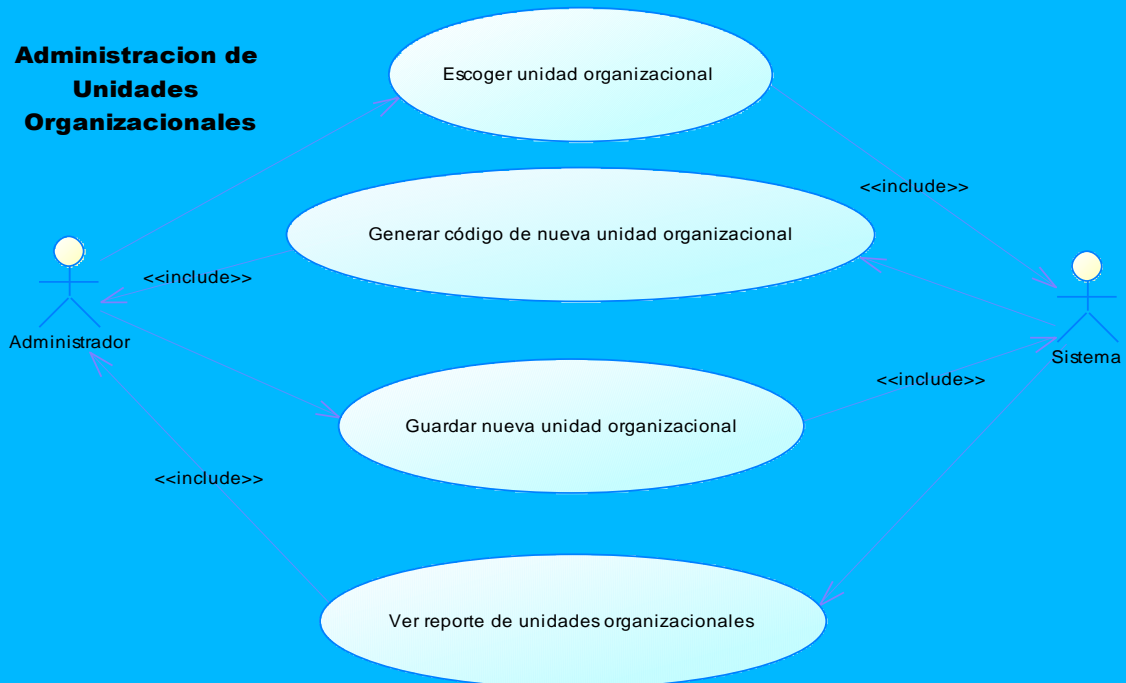 Administracion de
Unidades
Organizacionales
Escoger unidad organizacional
<<include>>
Generar código de nueva unidad organizacional
<<include>>
Administrador
Sistema
<<include>>
Guardar nueva unidad organizacional
<<include>>
Ver reporte de unidades organizacionales